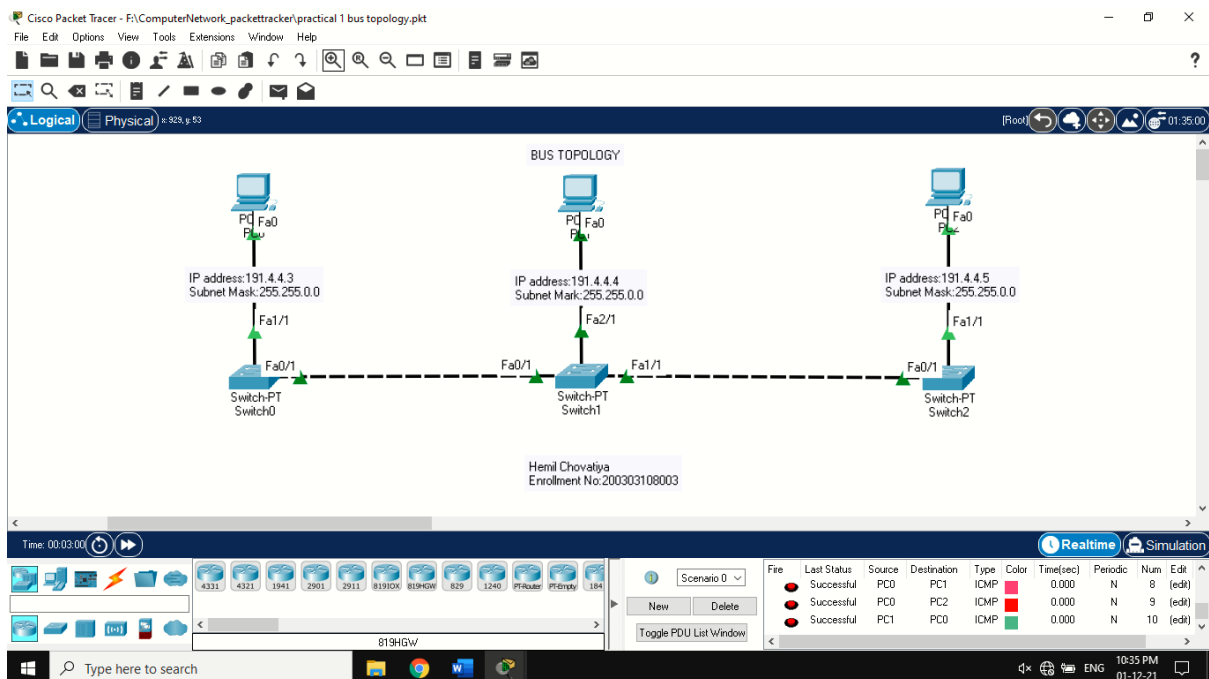 Cisco Packet Tracer - F:\ComputerNetwork_packettracker\practical 1 bus topology.pkt
File Edit Options View Tools Extensions Window Help
?
Logical Physical x: 929, y: 53 [Root] 01:35:00
BUS TOPOLOGY
PC Fa0
PC Fa0
PC Fa0
IP address:191.4.4.3
Subnet Mask:255.255.0.0
IP address:191.4.4.4
Subnet Mark:255.255.0.0
IP address:191.4.4.5
Subnet Mask:255.255.0.0
Fa1/1 Fa2/1 Fa1/1
Fa0/1 Fa0/1 Fa1/1 Fa0/1
Switch-PT
Switch0
Switch-PT
Switch1
Switch-PT
Switch2
Hemil Chovatiya
Enrollment No:200303108003
Time: 00:03:00 Realtime Simulation
4331 4321 1941 2901 2911 819IOX 819HGW 829 1240 PT-Router PT-Empty 184
819HGW
Scenario 0
New Delete
Toggle PDU List Window
Fire Last Status Source Destination Type Color Time(sec) Periodic Num Edit
Successful PC0 PC1 ICMP 0.000 N 8 (edit)
Successful PC0 PC2 ICMP 0.000 N 9 (edit)
Successful PC1 PC0 ICMP 0.000 N 10 (edit)
Type here to search ENG 10:35 PM
01-12-21